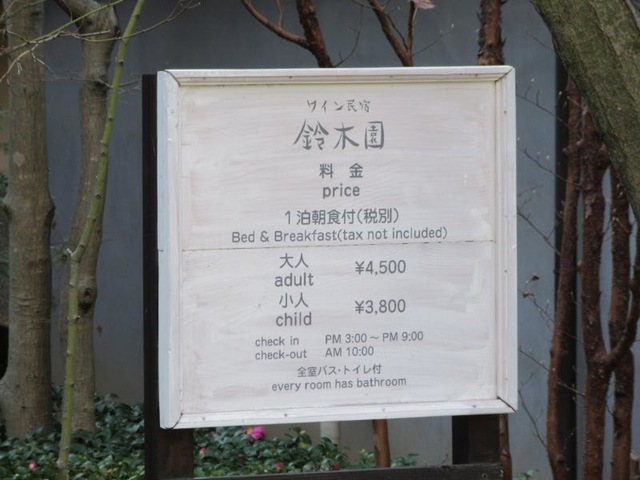 ワイン民宿
鈴木園
料金
price
1泊朝食付(税別)
Bed & Breakfast(tax not included)
大人
adult ¥4,500
小人
child ¥3,800
check in PM 3:00 〜 PM 9:00
check-out AM 10:00
全室バス・トイレ付
every room has bathroom